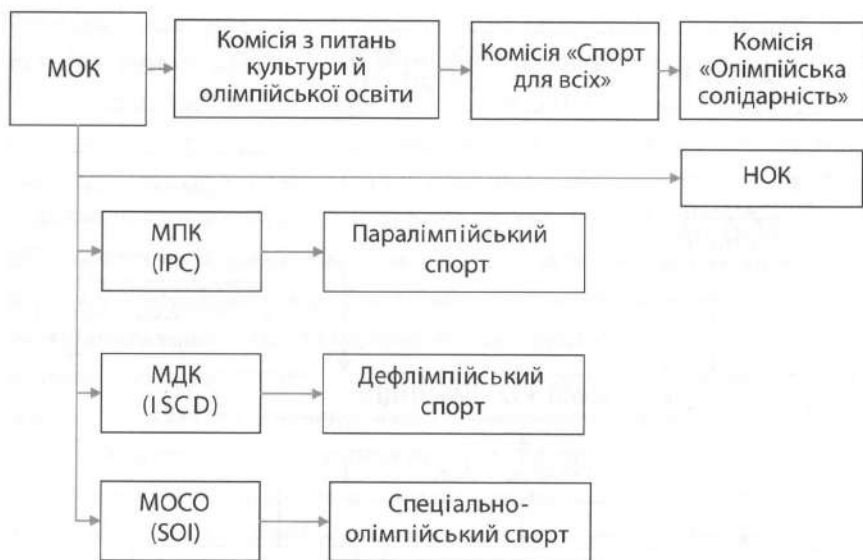 МОК
Комісія з питань
культури й
олімпійської освіти
Комісія «Спорт
для всіх»
Комісія
«Олімпійська
солідарність»
НОК
МПК
(IPC)
Паралімпійський
спорт
МДК
(ISCD)
Дефлімпійський
спорт
МОСО
(SOI)
Спеціально-
олімпійський спорт